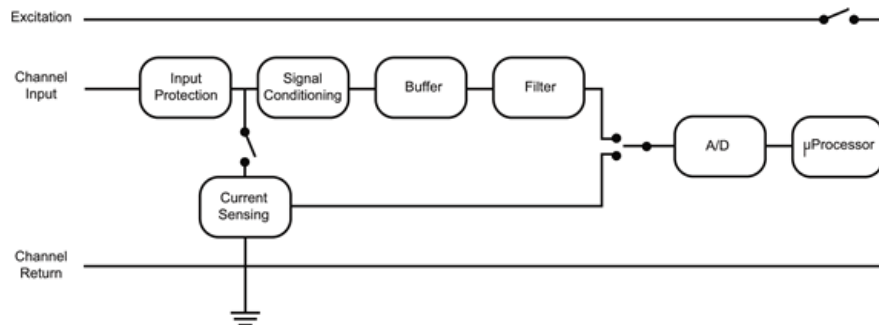 Excitation
Channel
Input
Input
Protection
Signal
Conditioning
Buffer
Filter
A/D
µProcessor
Current
Sensing
Channel
Return